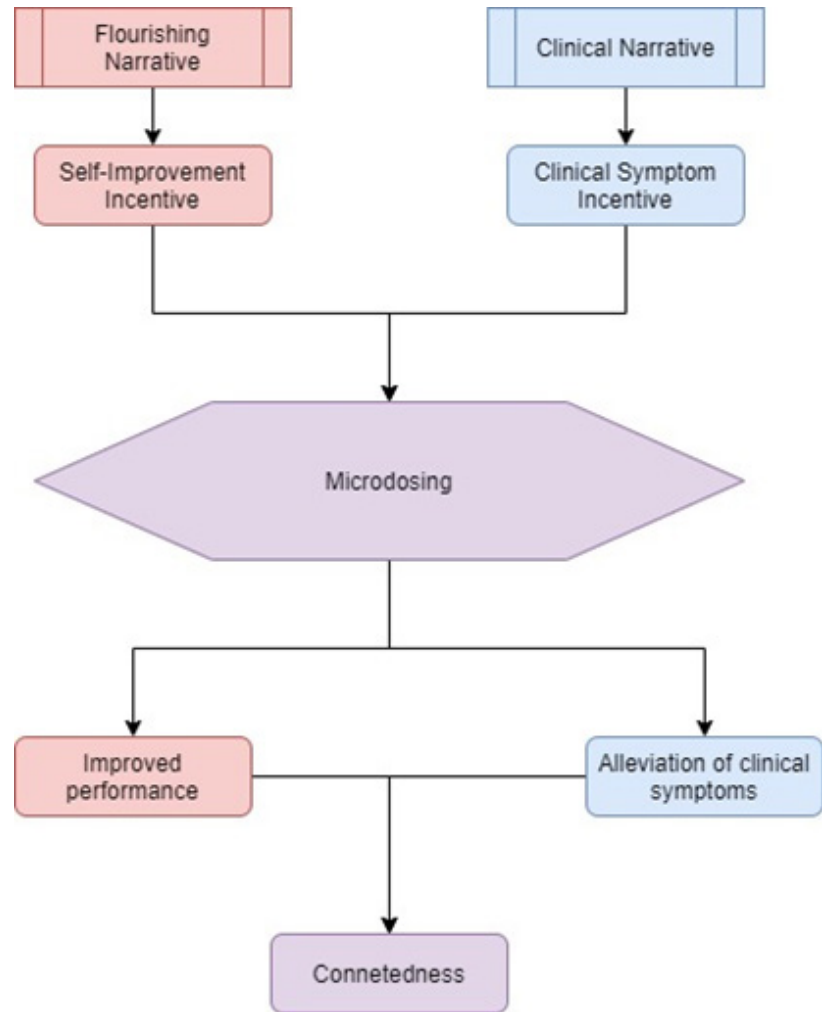 Flourishing
Narrative
Clinical Narrative
Self-Improvement
Incentive
Clinical Symptom
Incentive
Microdosing
Improved
performance
Alleviation of clinical
symptoms
Connetedness